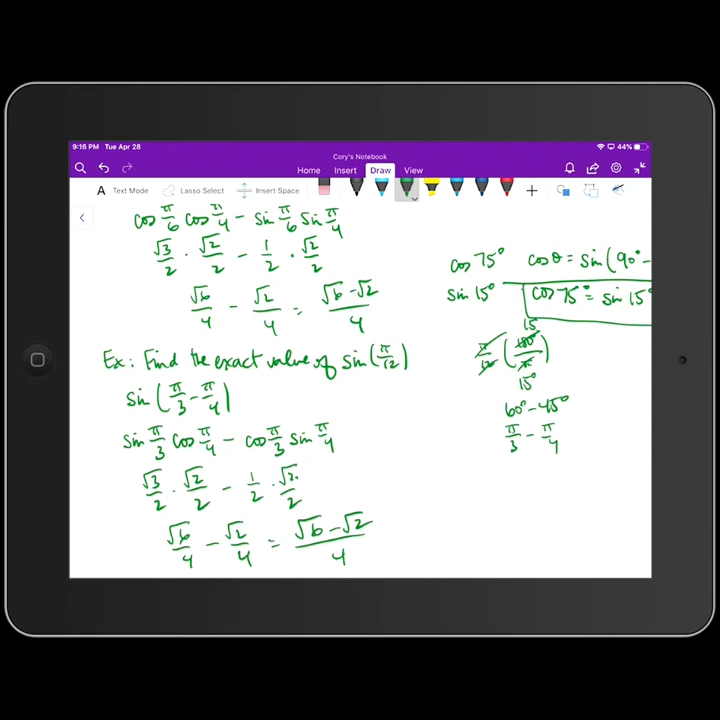 9:16 PM Tue Apr 28
44%
Cory's Notebook
Home Insert Draw View
A Text Mode Lasso Select Insert Space
cos π/6 cos π/4 - sin π/6 sin π/4
√3/2 · √2/2 - 1/2 · √2/2
√6/4 - √2/4 = √6-√2/4
Ex: Find the exact value of sin(π/12)
sin(π/3 - π/4)
sin π/3 cos π/4 - cos π/3 sin π/4
√3/2 · √2/2 - 1/2 · √2/2
√6/4 - √2/4 = √6-√2/4
cos 75° cos θ = sin(90° -
sin 15° cos 75° = sin 15°
15
π/12 (180°/π)
15°
60° - 45°
π/3 - π/4